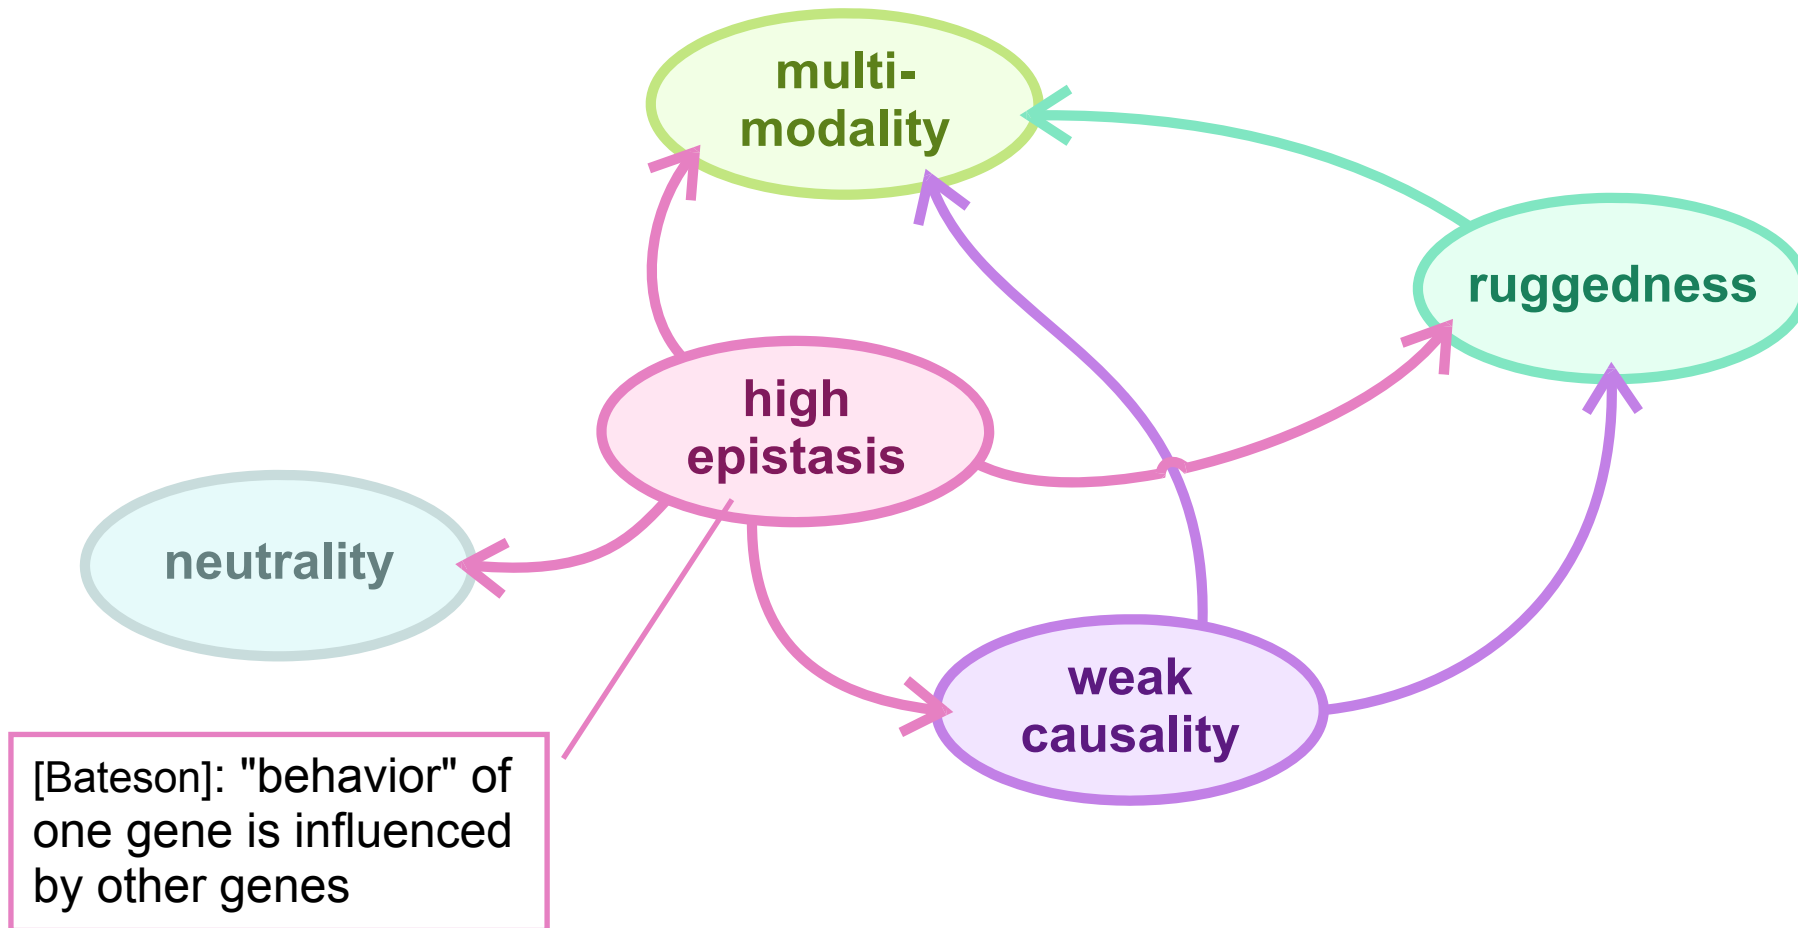 multi-
modality
ruggedness
high
epistasis
neutrality
weak
causality
[Bateson]: "behavior" of
one gene is influenced
by other genes